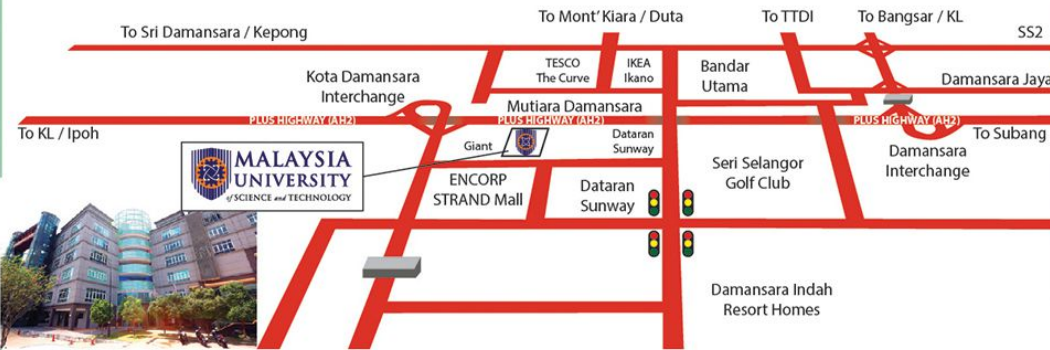 To Mont' Kiara / Duta
To TTDI
To Bangsar / KL
To Sri Damansara / Kepong
SS2
TESCO
The Curve
IKEA
Ikano
Bandar
Utama
Kota Damansara
Interchange
Damansara Jaya
Mutiara Damansara
PLUS HIGHWAY (AH2)
PLUS HIGHWAY (AH2)
PLUS HIGHWAY (AH2)
To KL / Ipoh
To Subang
Giant
Dataran
Sunway
Damansara
Interchange
MALAYSIA
UNIVERSITY
of SCIENCE and TECHNOLOGY
ENCORP
STRAND Mall
Dataran
Sunway
Seri Selangor
Golf Club
Damansara Indah
Resort Homes